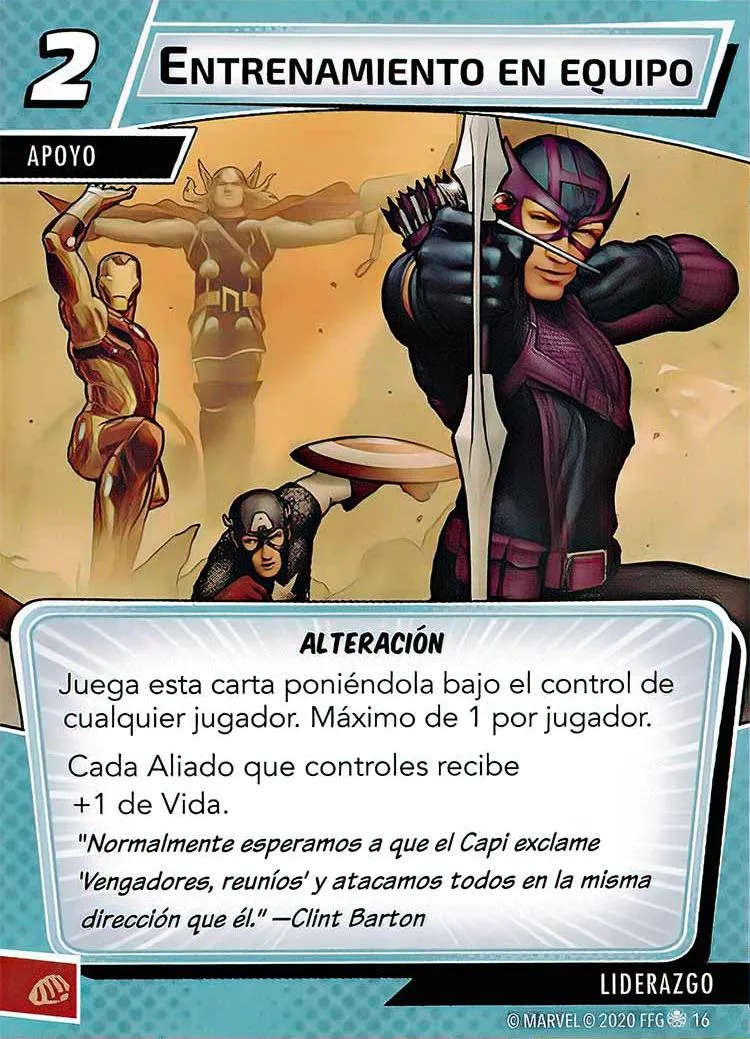 2
ENTRENAMIENTO EN EQUIPO
APOYO
ALTERACIÓN
Juega esta carta poniéndola bajo el control de
cualquier jugador. Máximo de 1 por jugador.
Cada Aliado que controles recibe
+1 de Vida.
"Normalmente esperamos a que el Capi exclame
'Vengadores, reuníos' y atacamos todos en la misma
dirección que él." —Clint Barton
LIDERAZGO
© MARVEL © 2020 FFG 16